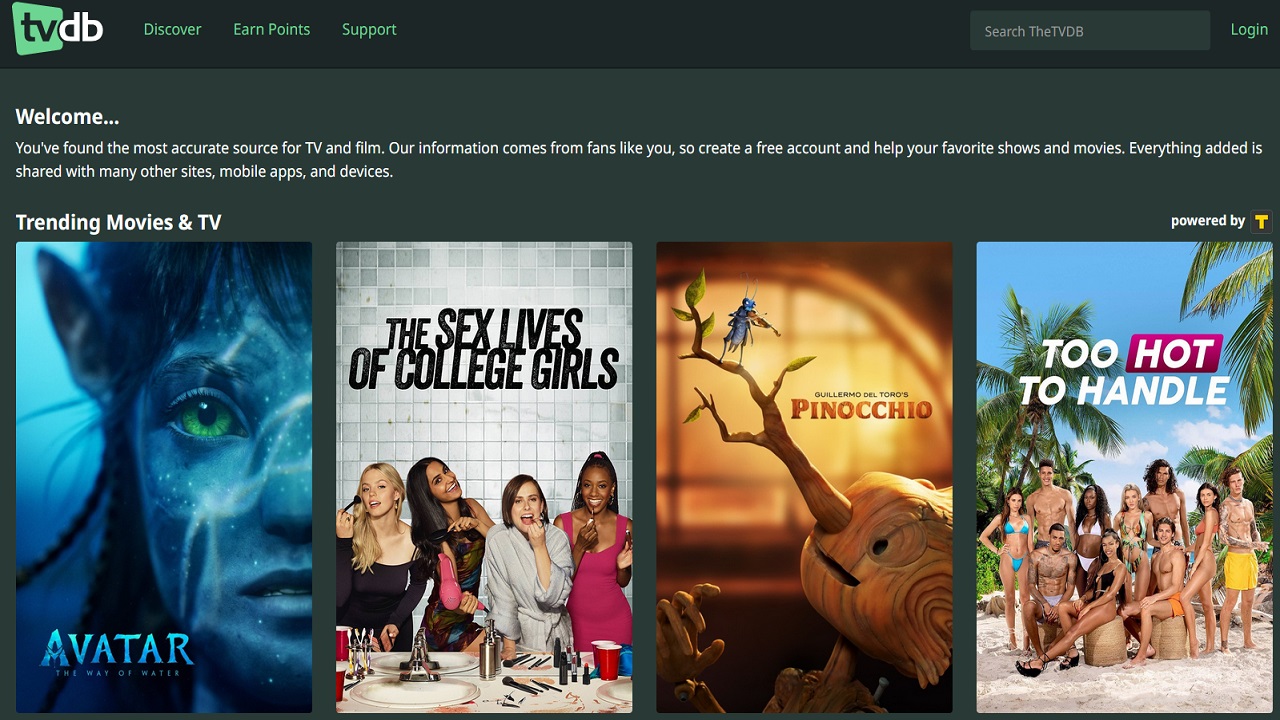 tvdb
Discover
Earn Points
Support
Search TheTVDB
Login
Welcome...
You've found the most accurate source for TV and film. Our information comes from fans like you, so create a free account and help your favorite shows and movies. Everything added is
shared with many other sites, mobile apps, and devices.
Trending Movies & TV
powered by T
AVATAR
THE WAY OF WATER
THE SEX LIVES
OF COLLEGE GIRLS
GUILLERMO DEL TORO'S
PINOCCHIO
TOO HOT
TO HANDLE